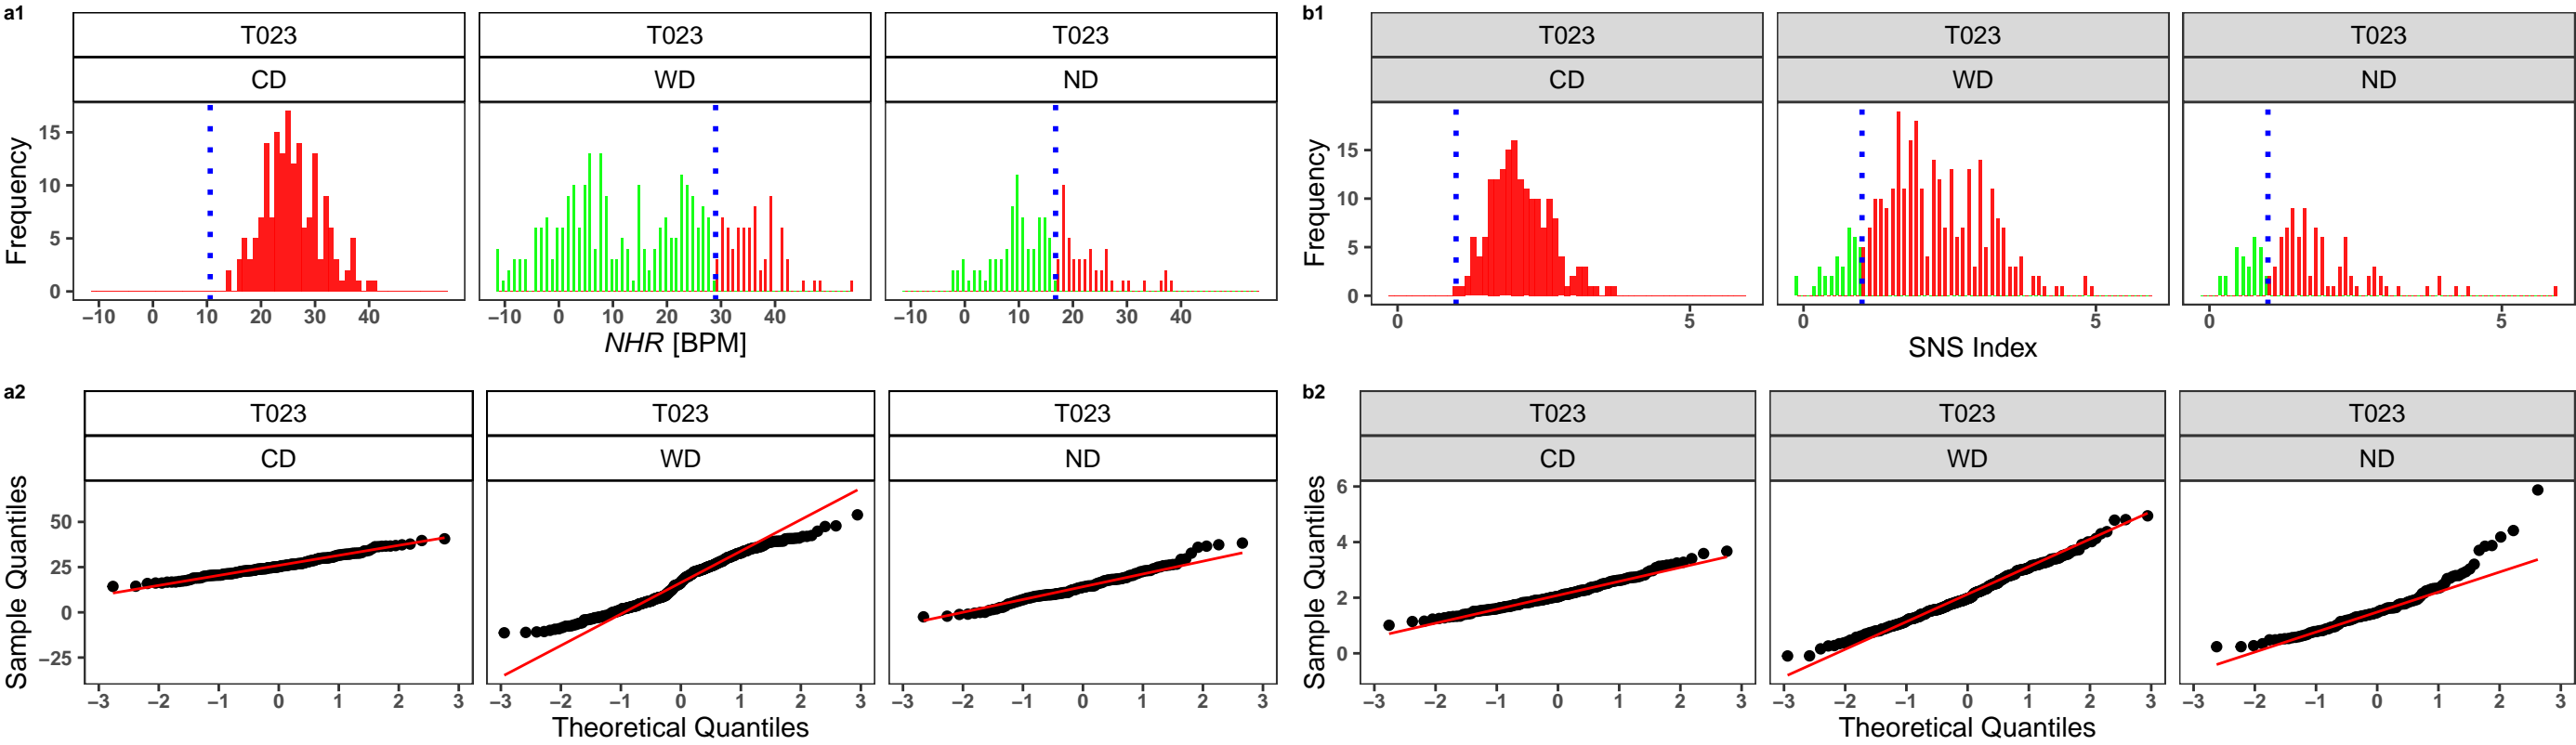 a1
T023 T023 T023
CD WD ND
Frequency
15
10
5
0
−10 0 10 20 30 40 −10 0 10 20 30 40 −10 0 10 20 30 40
NHR [BPM]
b1
T023 T023 T023
CD WD ND
Frequency
15
10
5
0
0 5 0 5 0 5
SNS Index
a2
T023 T023 T023
CD WD ND
Sample Quantiles
50
25
0
−25
−3 −2 −1 0 1 2 3 −3 −2 −1 0 1 2 3 −3 −2 −1 0 1 2 3
Theoretical Quantiles
b2
T023 T023 T023
CD WD ND
Sample Quantiles
6
4
2
0
−3 −2 −1 0 1 2 3 −3 −2 −1 0 1 2 3 −3 −2 −1 0 1 2 3
Theoretical Quantiles